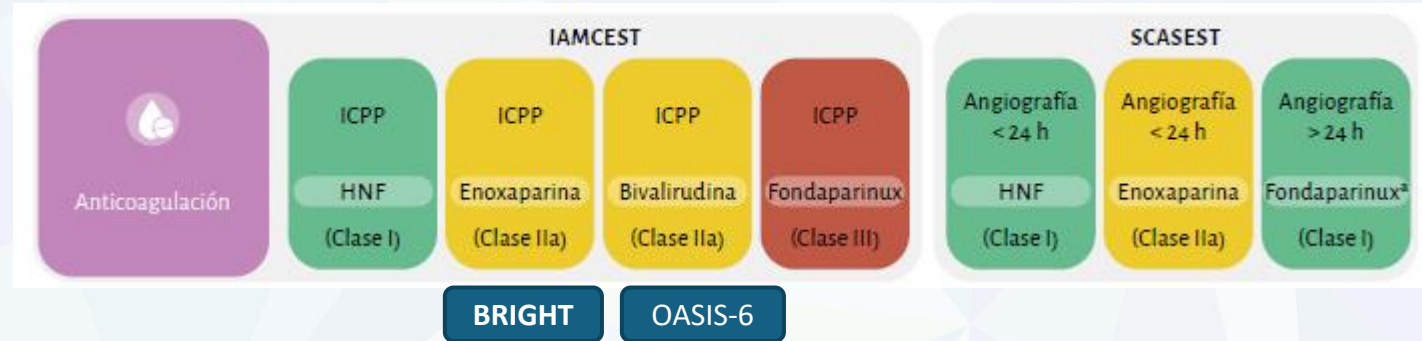 IAMCEST
SCASEST
Anticoagulación
ICPP
HNF
(Clase I)
ICPP
Enoxaparina
(Clase IIa)
ICPP
Bivalirudina
(Clase IIa)
ICPP
Fondaparinux
(Clase III)
Angiografía
< 24 h
HNF
(Clase I)
Angiografía
< 24 h
Enoxaparina
(Clase IIa)
Angiografía
> 24 h
Fondaparinuxª
(Clase I)
BRIGHT
OASIS-6